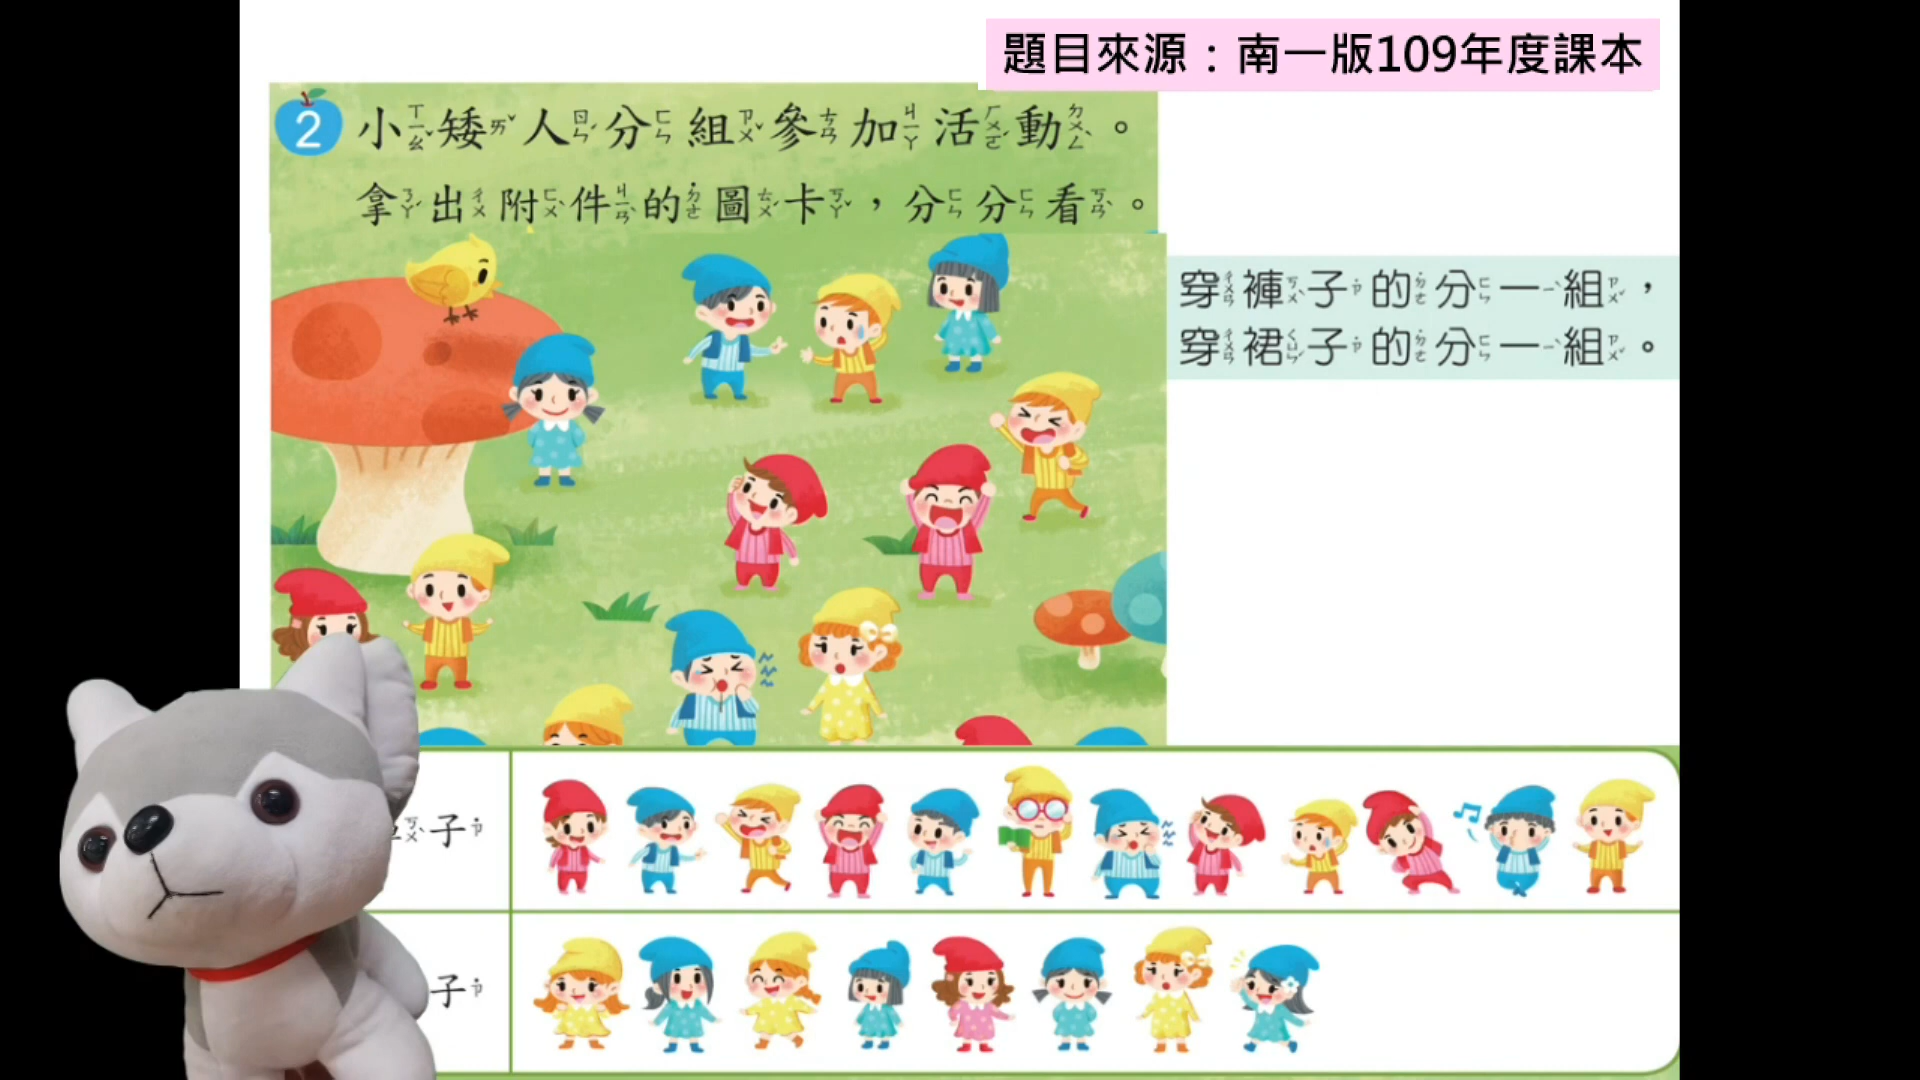 題目來源：南一版109年度課本
2 小矮人分組參加活動。
拿出附件的圖卡，分分看。
穿褲子的分一組，
穿裙子的分一組。
子
子